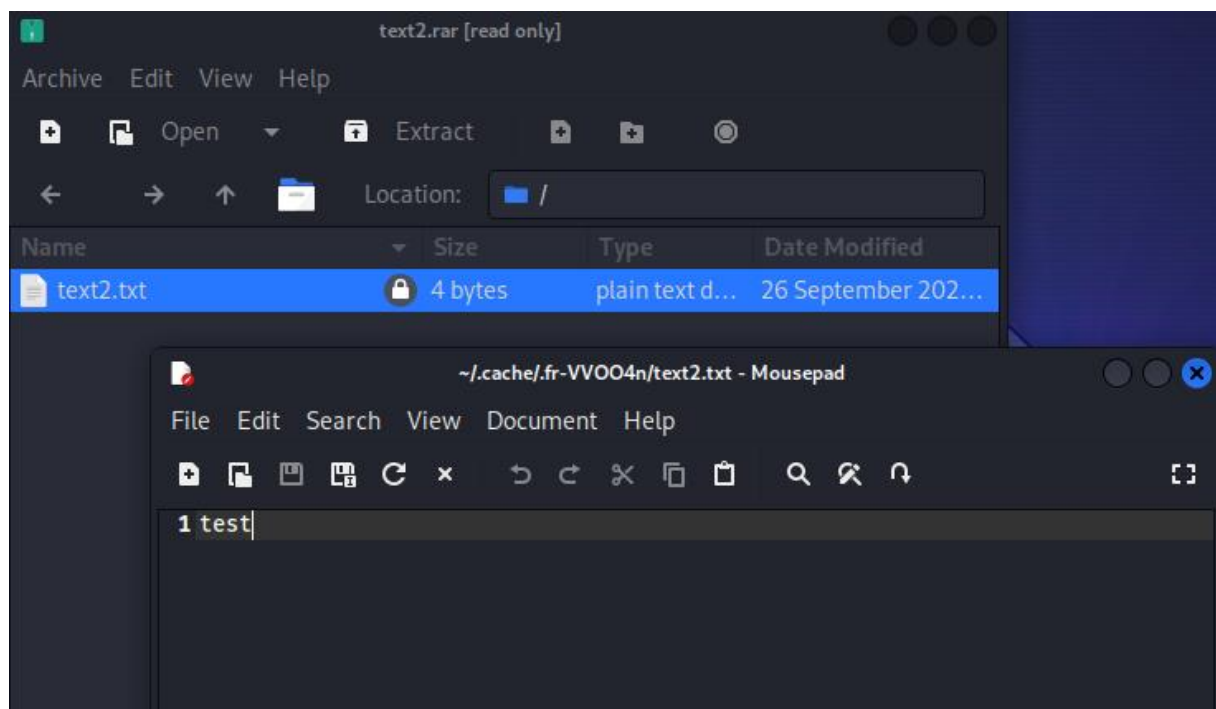 text2.rar [read only]
Archive Edit View Help
Open Extract
Location: /
Name Size Type Date Modified
text2.txt 4 bytes plain text d... 26 September 202...
~/.cache/.fr-VVOO4n/text2.txt - Mousepad
File Edit Search View Document Help
1 test